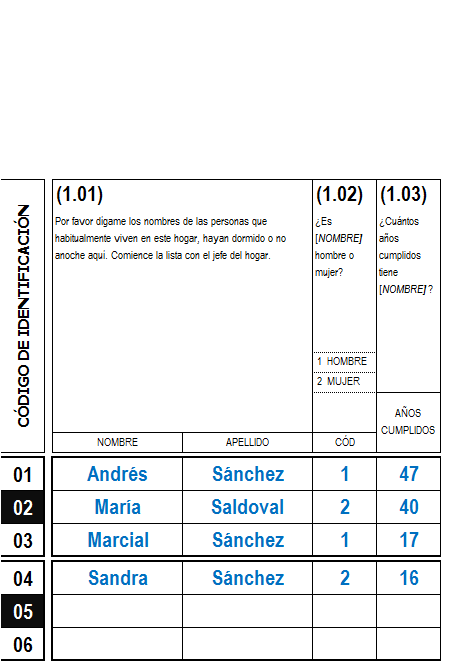 CÓDIGO DE IDENTIFICACIÓN
(1.01)
Por favor digame los nombres de las personas que
habitualmente viven en este hogar, hayan dormido o no
anoche aquí. Comience la lista con el jefe del hogar.
(1.02)
¿Es
[NOMBRE]
hombre o
mujer?
1 HOMBRE
2 MUJER
(1.03)
¿Cuántos
años
cumplidos
tiene
[NOMBRE] ?
AÑOS
CUMPLIDOS
NOMBRE APELLIDO CÓD
01 Andrés Sánchez 1 47
02 María Saldoval 2 40
03 Marcial Sánchez 1 17
04 Sandra Sánchez 2 16
05
06